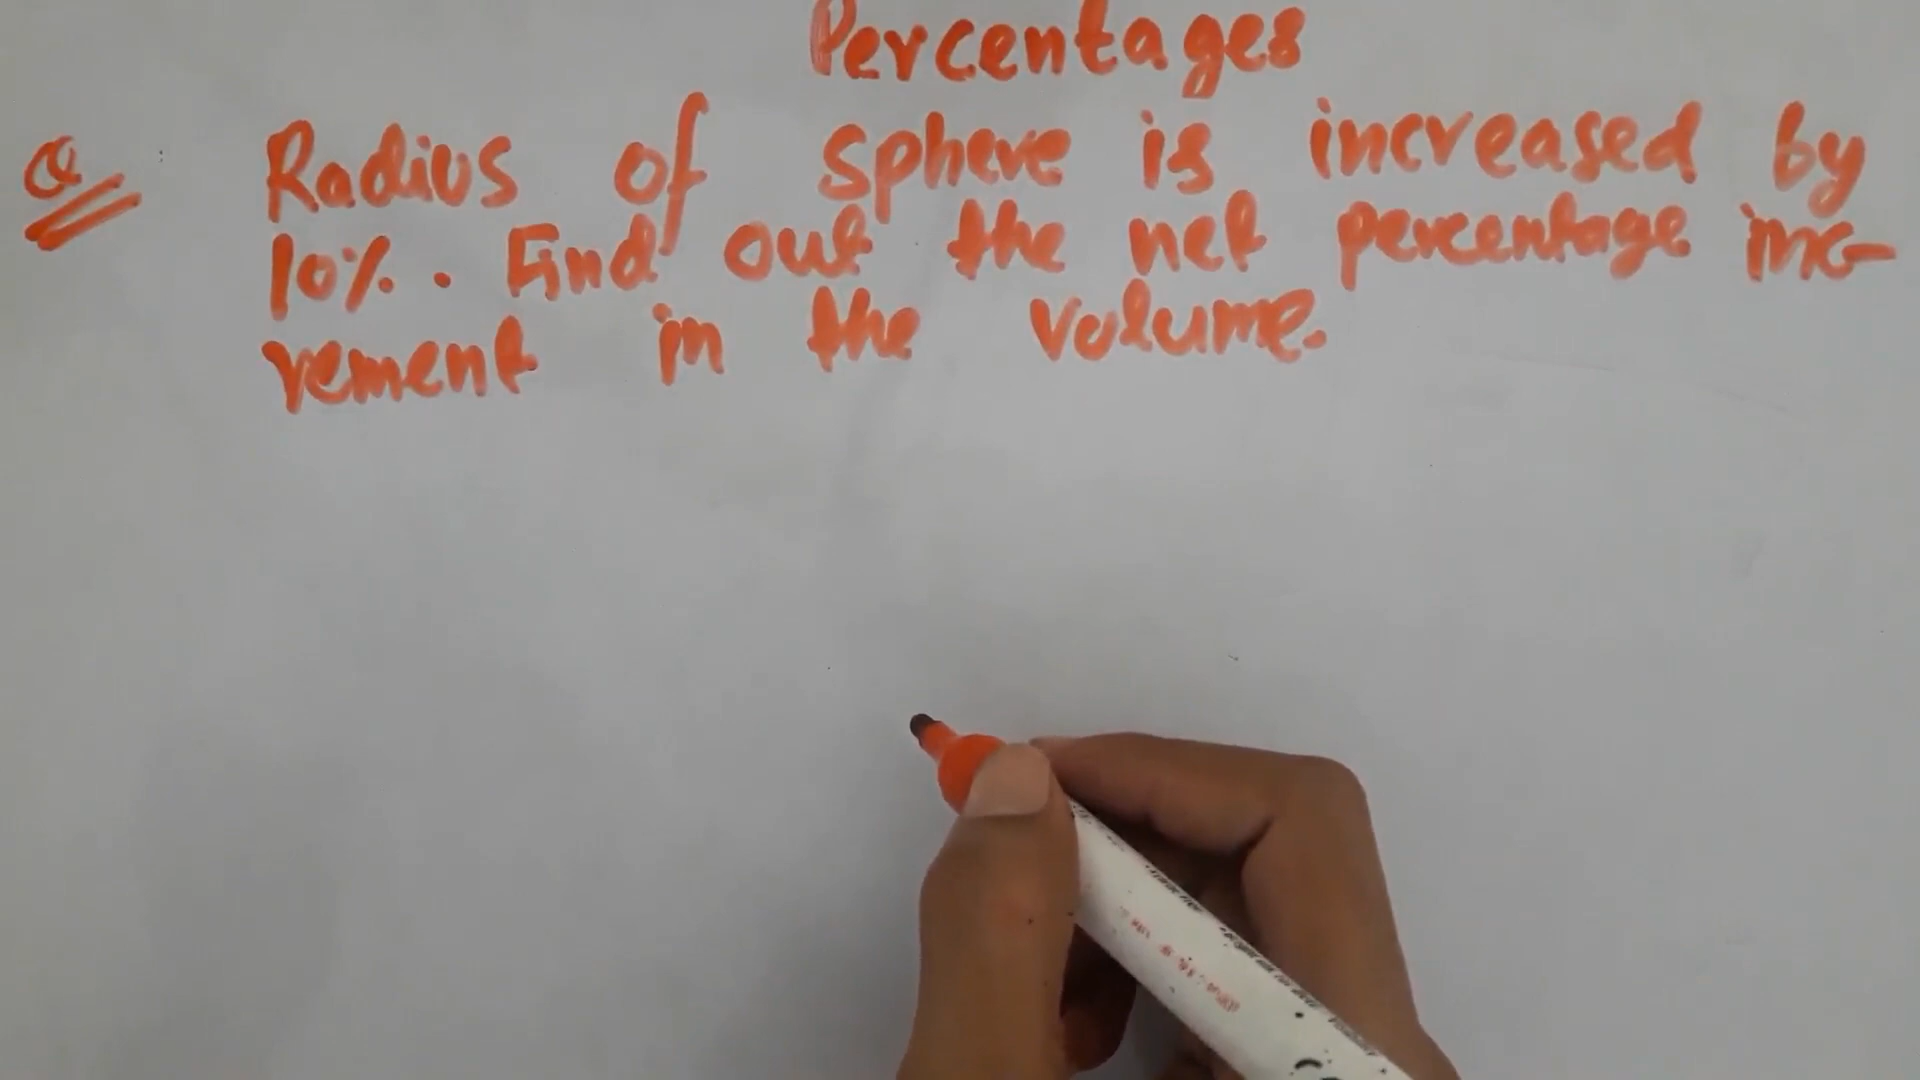 Percentages
Q Radius of sphere is increased by
10%. Find out the net percentage inc-
rement in the volume.